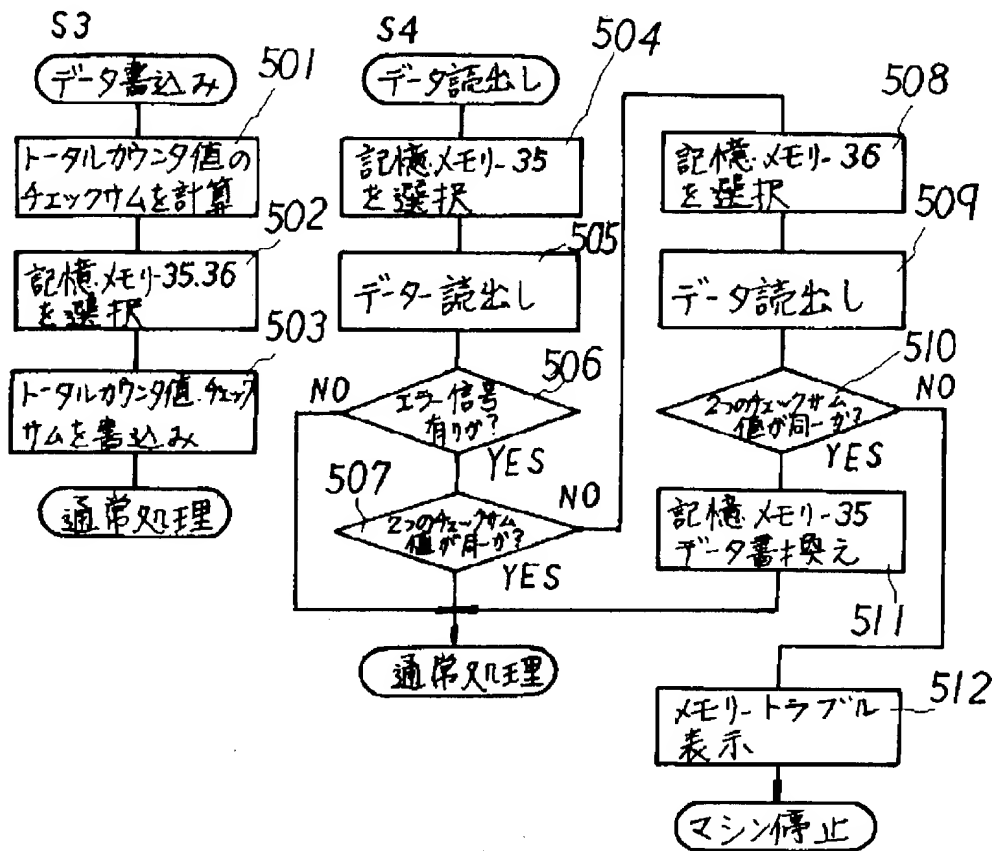 S3
データ書込み
501
トータルカウンタ値の
チェックサムを計算
502
記憶メモリー35.36
を選択
503
トータルカウンタ値.チェック
サムを書込み
通常処理
S4
データ読出し
504
記憶メモリー35
を選択
505
データー読出し
506
エラー信号
有りか?
NO
YES
507
2つのチェックサム
値が同一か?
NO
YES
通常処理
508
記憶メモリー36
を選択
509
データ読出し
510
2つのチェックサム
値が同一か?
NO
YES
記憶メモリー35
データ書換え
511
メモリートラブル
表示
512
マシン停止